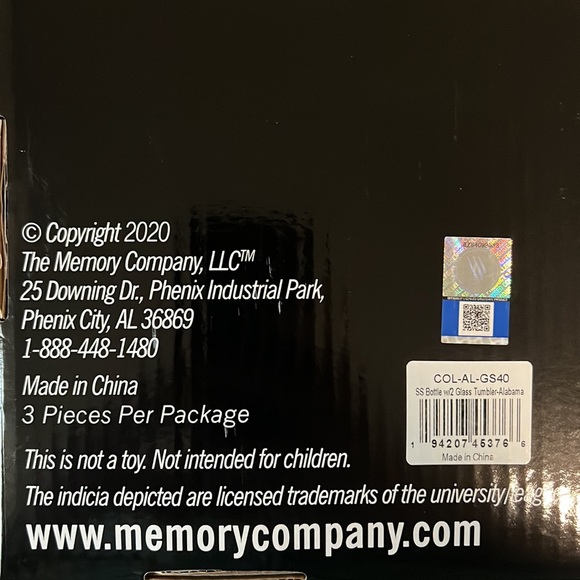 © Copyright 2020
The Memory Company, LLC™
25 Downing Dr., Phenix Industrial Park,
Phenix City, AL 36869
1-888-448-1480
Made in China
3 Pieces Per Package
This is not a toy. Not intended for children.
The indicia depicted are licensed trademarks of the university/league
www.memorycompany.com
COL-AL-GS40
SS Bottle w/2 Glass Tumbler-Alabama
1 94207 45376 6
Made in China